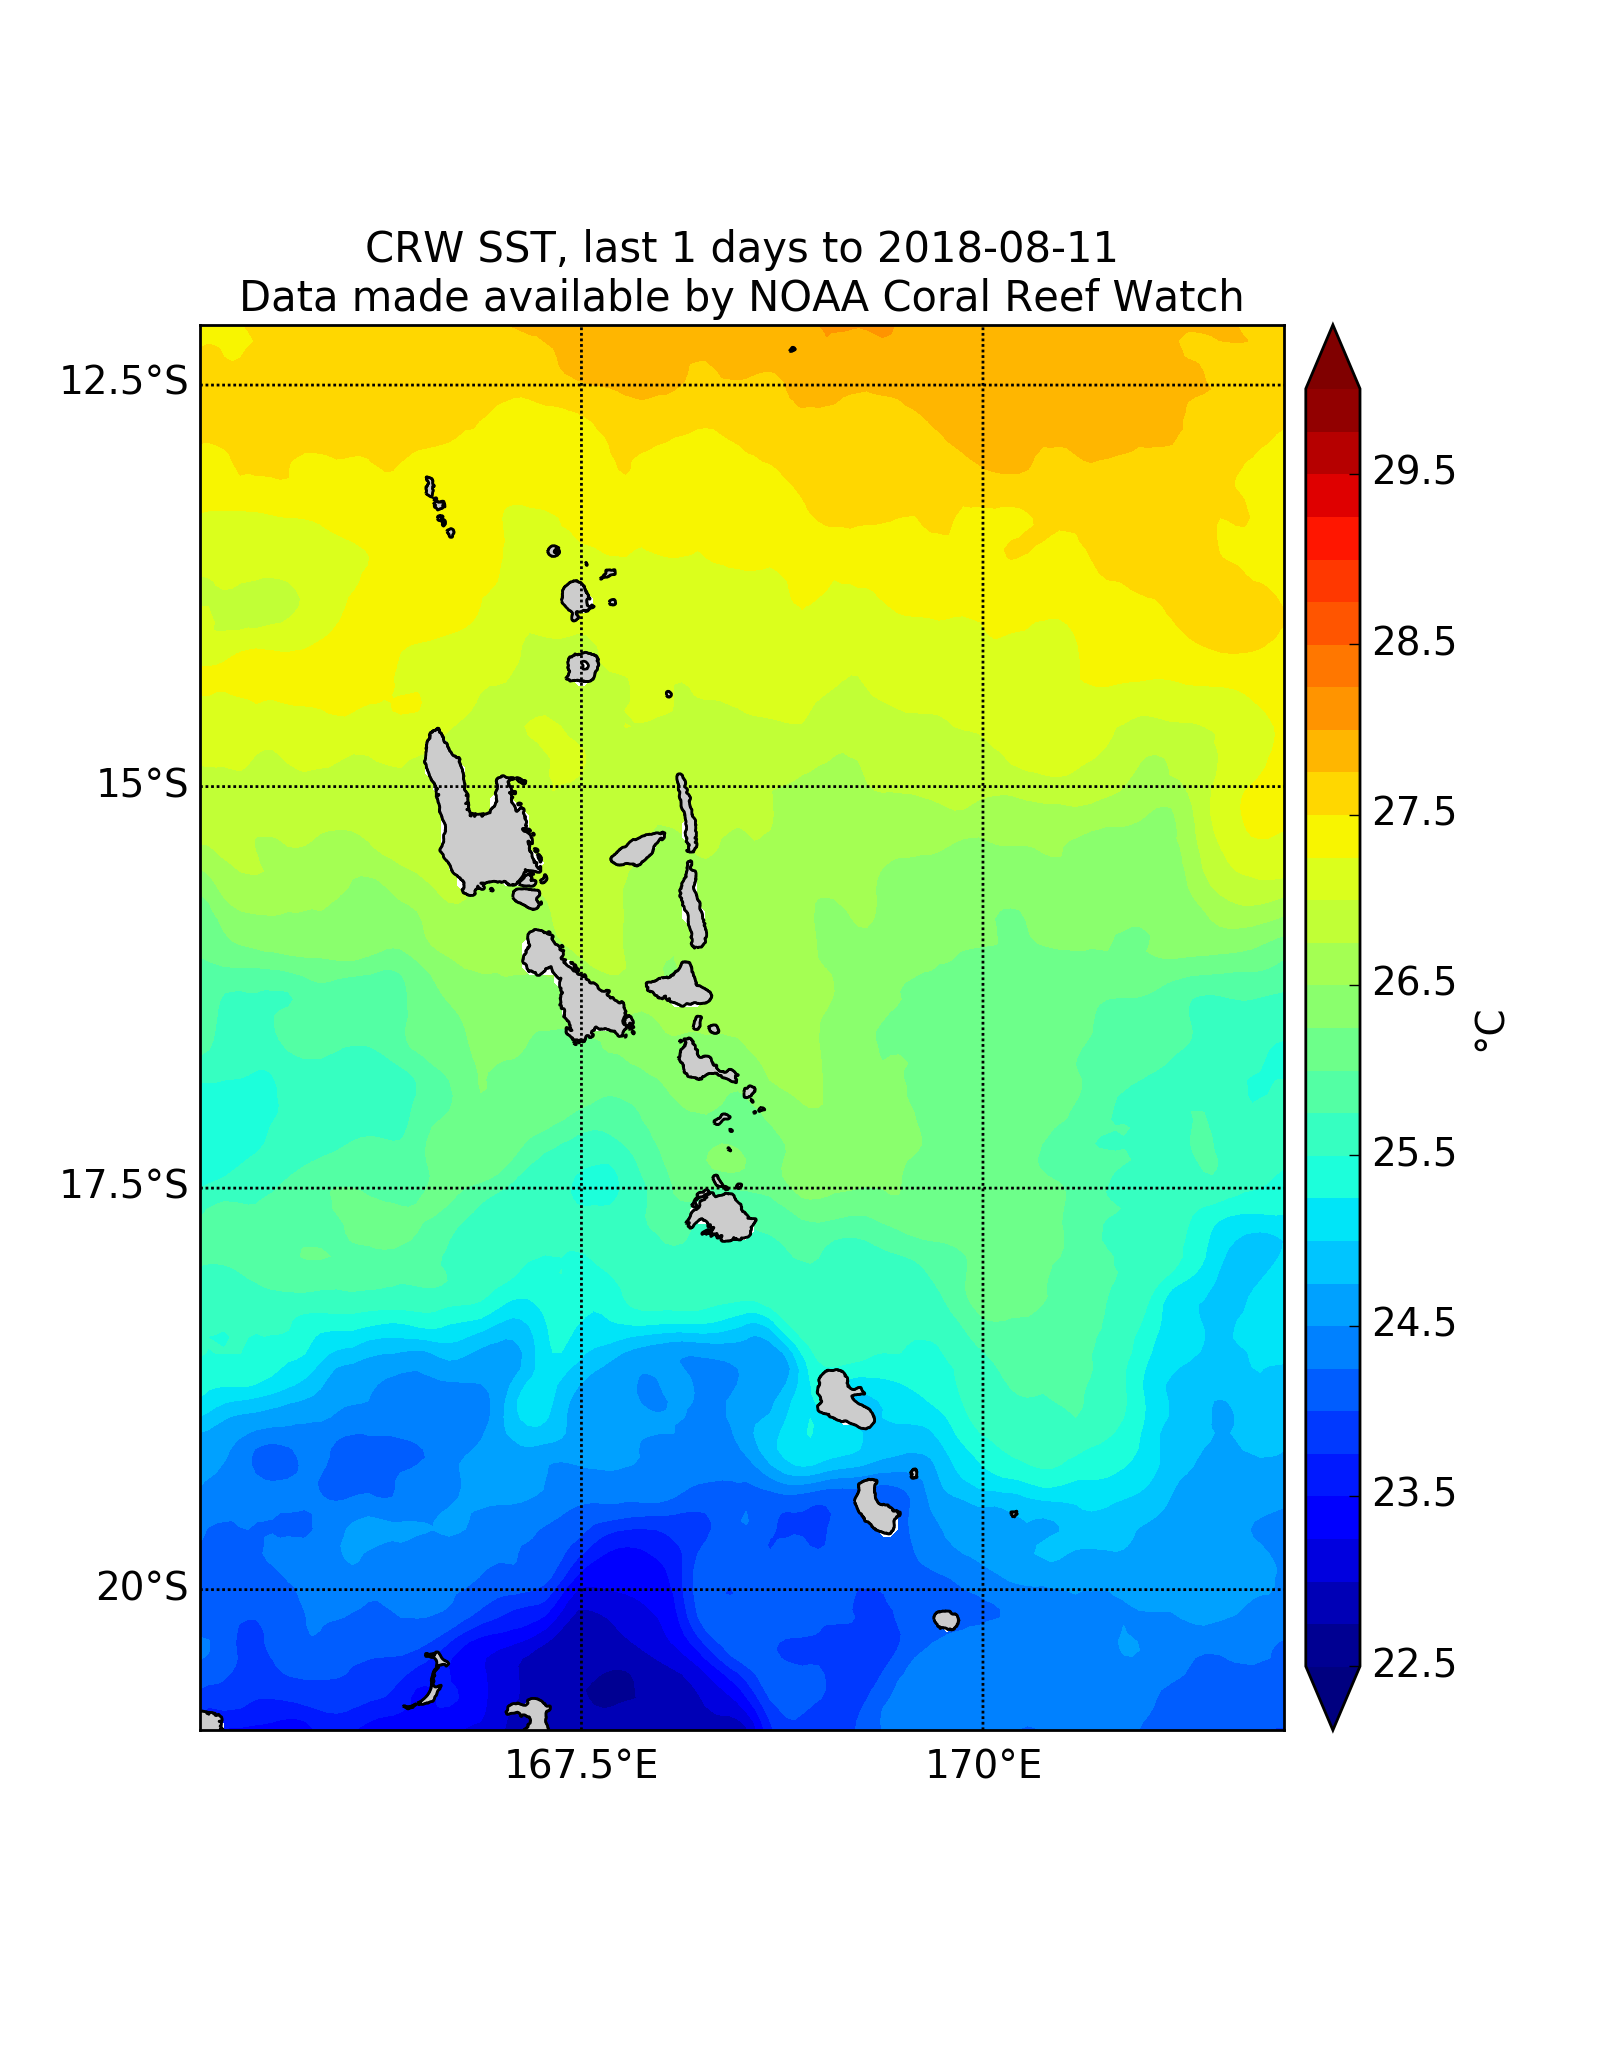 CRW SST, last 1 days to 2018-08-11
Data made available by NOAA Coral Reef Watch
12.5°S
15°S
17.5°S
20°S
167.5°E
170°E
29.5
28.5
27.5
26.5
25.5
24.5
23.5
22.5
°C